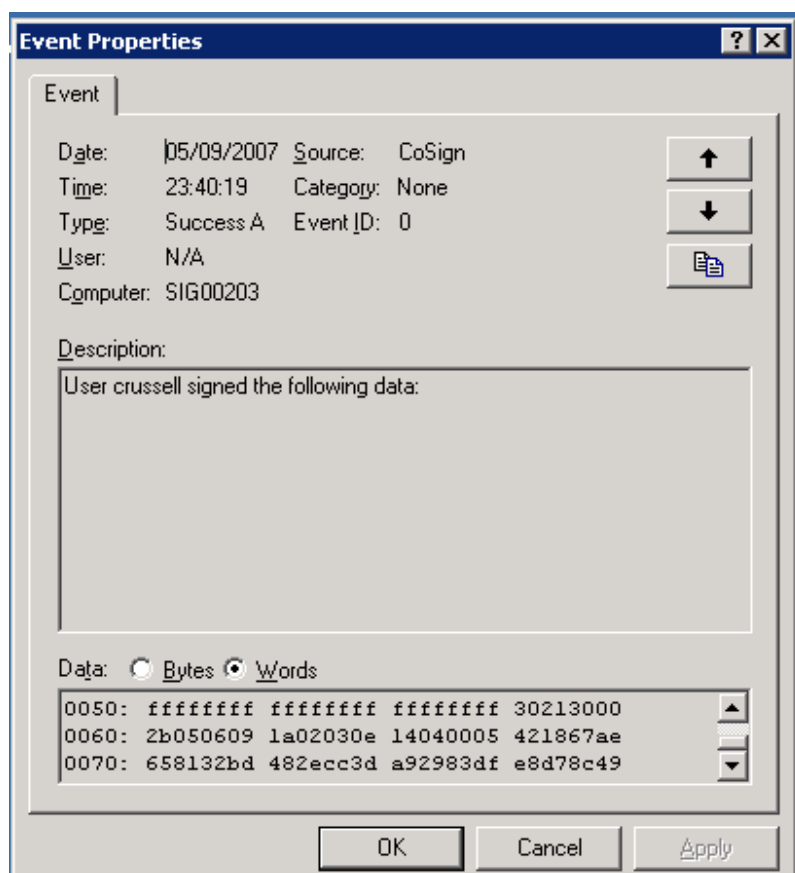 Event Properties
Event
Date: 05/09/2007 Source: CoSign
Time: 23:40:19 Category: None
Type: Success A Event ID: 0
User: N/A
Computer: SIG00203
Description:
User crussell signed the following data:
Data: Bytes Words
0050: ffffffff ffffffff ffffffff 30213000
0060: 2b050609 1a02030e 14040005 421867ae
0070: 658132bd 482ecc3d a92983df e8d78c49
OK Cancel Apply